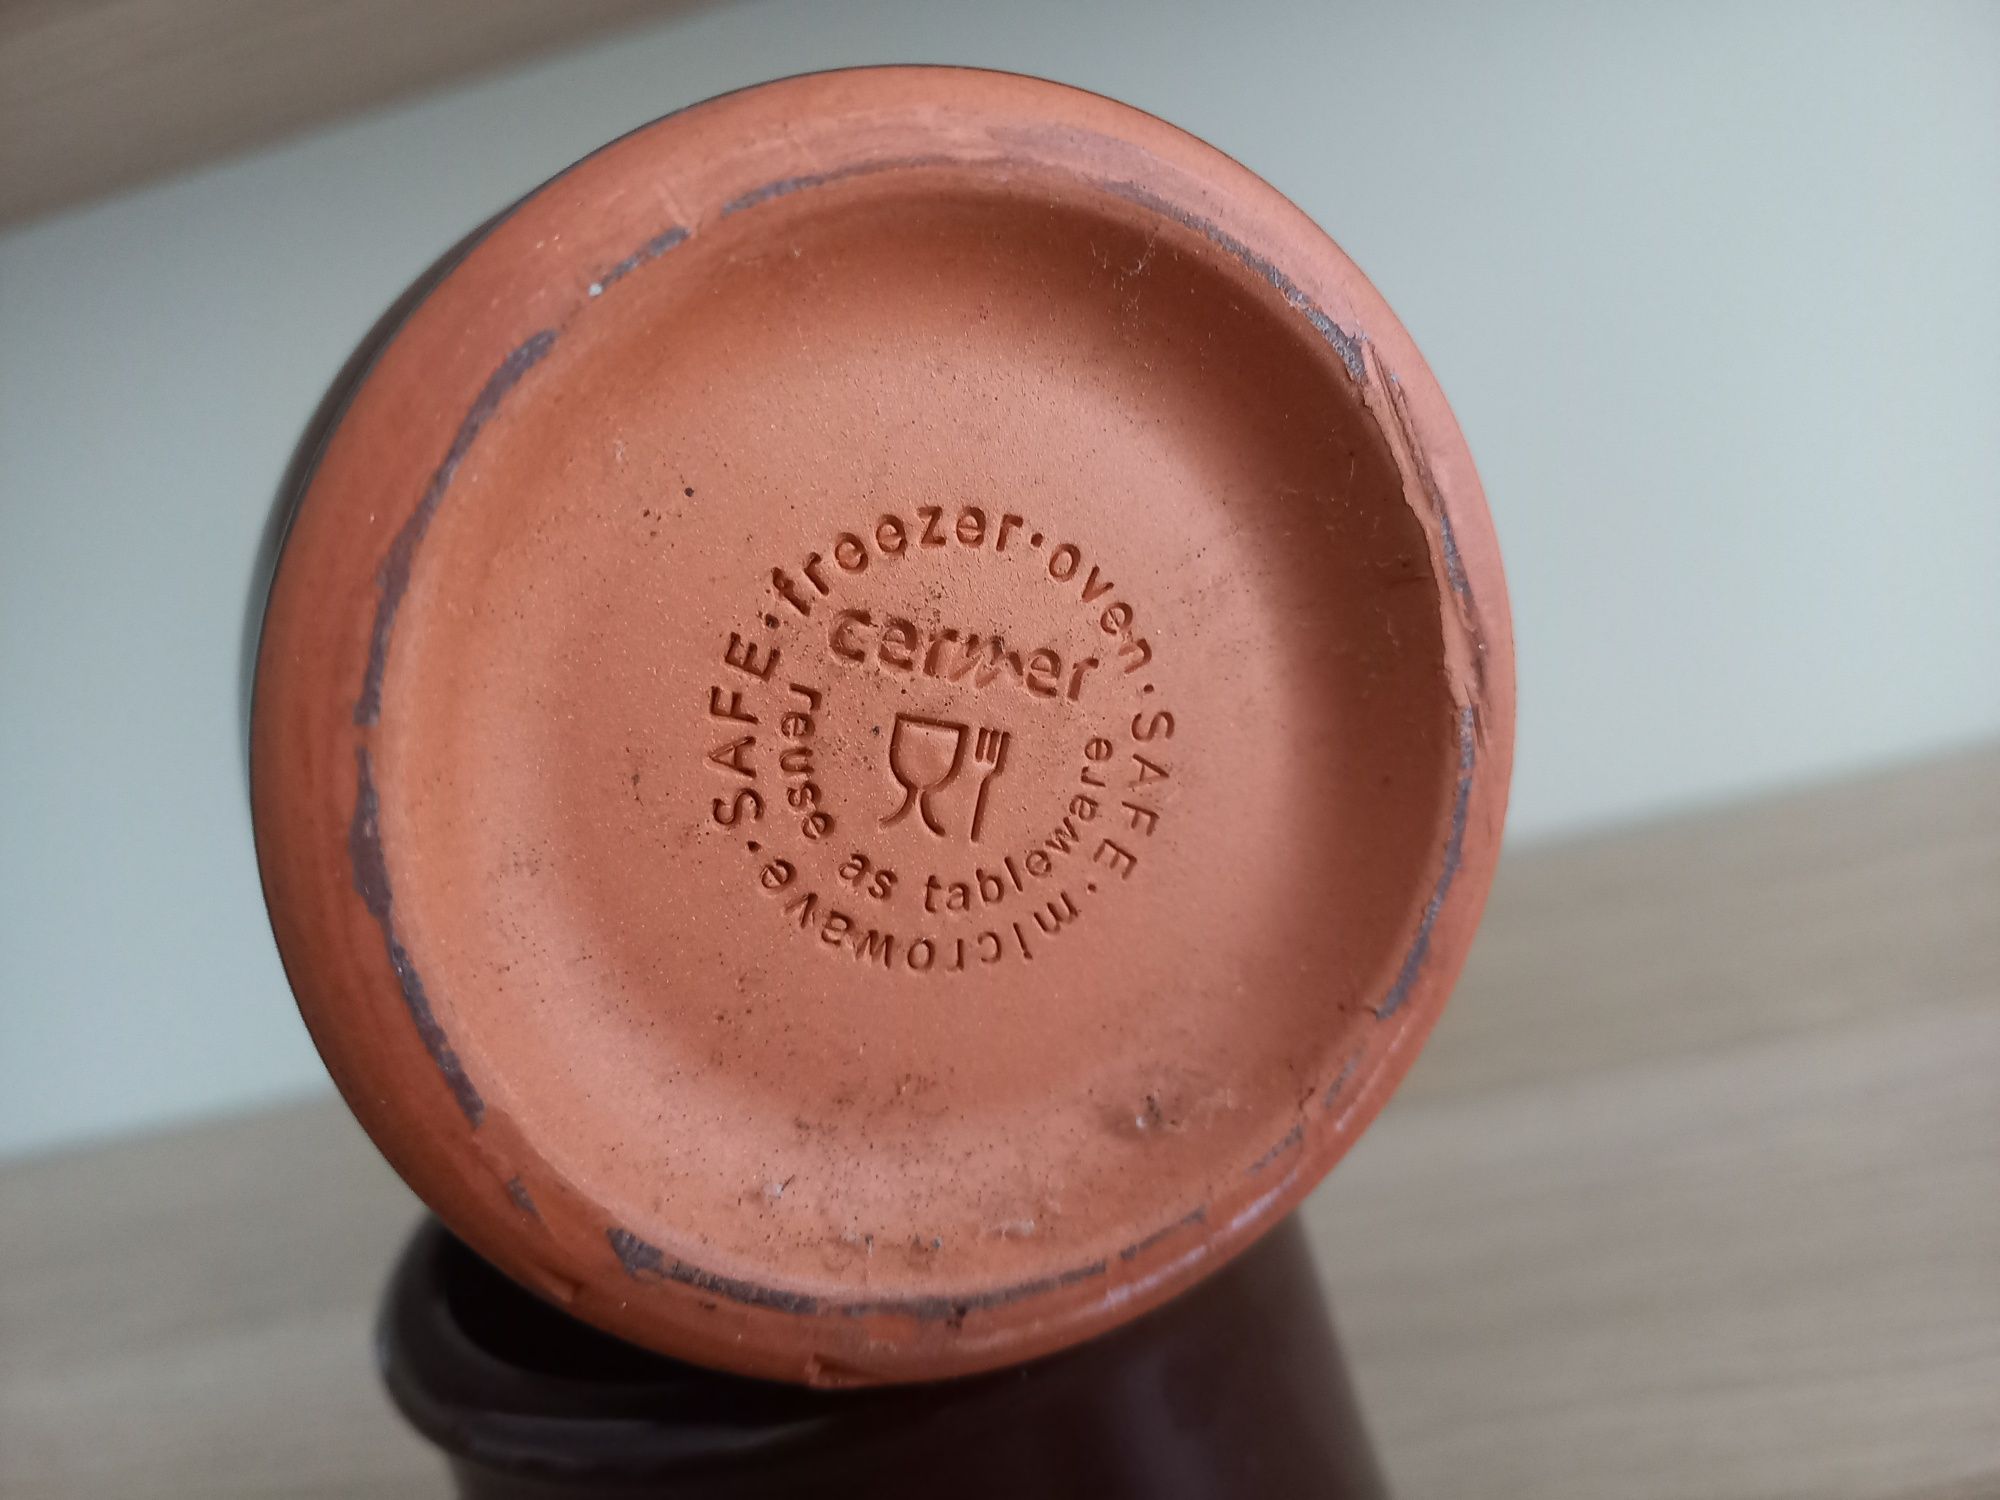 SAFE · freezer · oven · SAFE · microwave ·
cermer
reuse as tableware